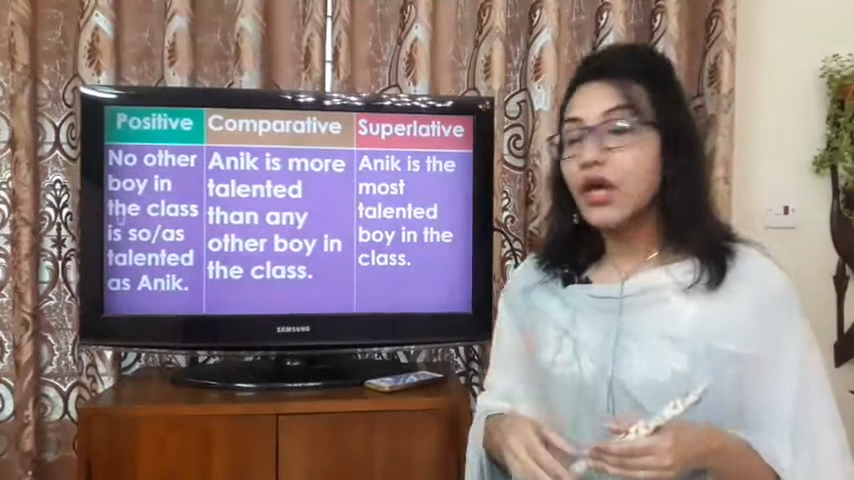 Positive
No other
boy in
the class
is so/as
talented
as Anik.
Comparative
Anik is more
talented
than any
other boy in
the class.
Superlative
Anik is the
most
talented
boy in the
class.
SAMSUNG